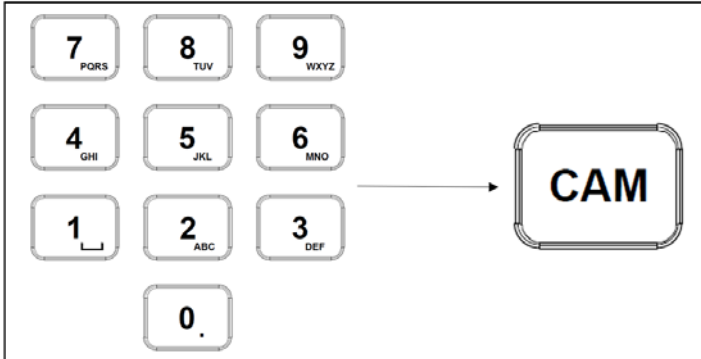 7 PQRS 8 TUV 9 WXYZ
4 GHI 5 JKL 6 MNO
CAM
1 2 ABC 3 DEF
0 .